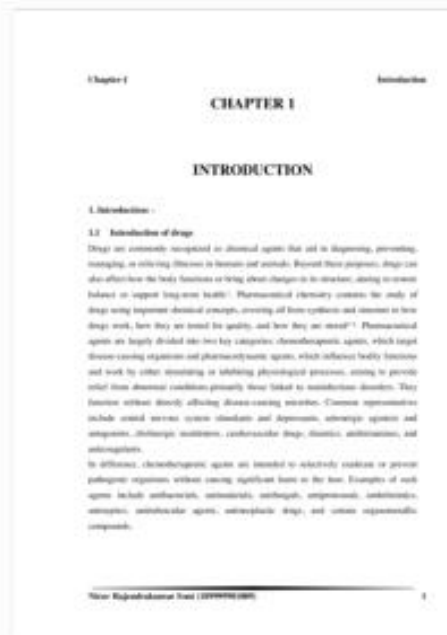 Chapter-1 Introduction
CHAPTER 1
INTRODUCTION
1. Introduction: -
1.1 Introduction of drugs
Drugs are commonly recognized as chemical agents that aid in diagnosing, preventing,
managing, or relieving illnesses in humans and animals. Beyond these purposes, drugs can
also affect how the body functions or bring about changes in its structure, aiming to restore
balance or support long-term health. Pharmaceutical chemistry contains the study of
drugs using important chemical concepts, covering all from synthesis and structure to how
drugs work, how they are tested for quality, and how they are stored. Pharmaceutical
agents are largely divided into two key categories: chemotherapeutic agents, which target
disease-causing organisms and pharmacodynamic agents, which influence bodily functions
and work by either stimulating or inhibiting physiological processes, aiming to provide
relief from abnormal conditions primarily those linked to noninfectious disorders. They
function without directly affecting disease-causing microbes. Common representatives
include central nervous system stimulants and depressants, adrenergic agonists and
antagonists, cholinergic cardiovascular drugs, diuretics, antihistamines, and
anticoagulants.
In difference, chemotherapeutic agents are intended to selectively eradicate or prevent
pathogenic organisms without causing significant harm to the host. Examples of such
agents include antibacterials, antimalarials, antifungals, antiprotozoals,
antiseptics, antitubercular agents, antineoplastic drugs, and certain organometallic
compounds.
Rajendrakumar Soni 1